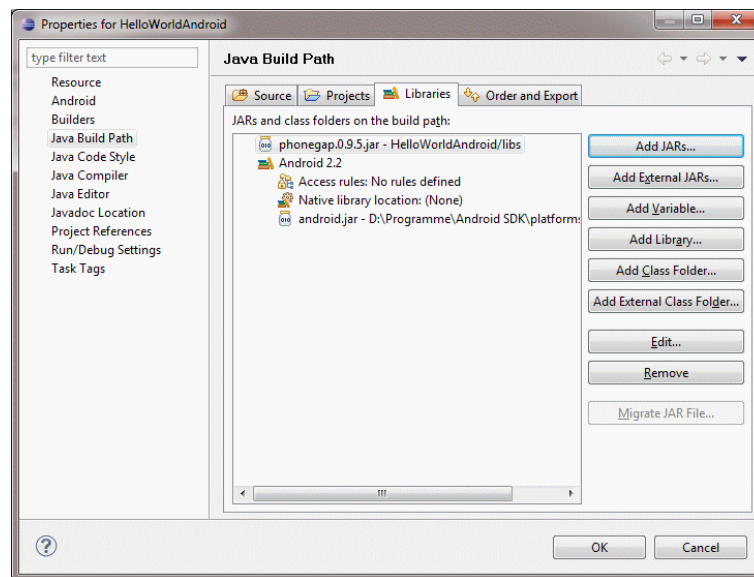 Properties for HelloWorldAndroid
type filter text
Resource
Android
Builders
Java Build Path
Java Code Style
Java Compiler
Java Editor
Javadoc Location
Project References
Run/Debug Settings
Task Tags
Java Build Path
Source Projects Libraries Order and Export
JARs and class folders on the build path:
phonegap.0.9.5.jar - HelloWorldAndroid/libs
Android 2.2
Access rules: No rules defined
Native library location: (None)
android.jar - D:\Programme\Android SDK\platforms
Add JARs...
Add External JARs...
Add Variable...
Add Library...
Add Class Folder...
Add External Class Folder...
Edit...
Remove
Migrate JAR File...
OK
Cancel